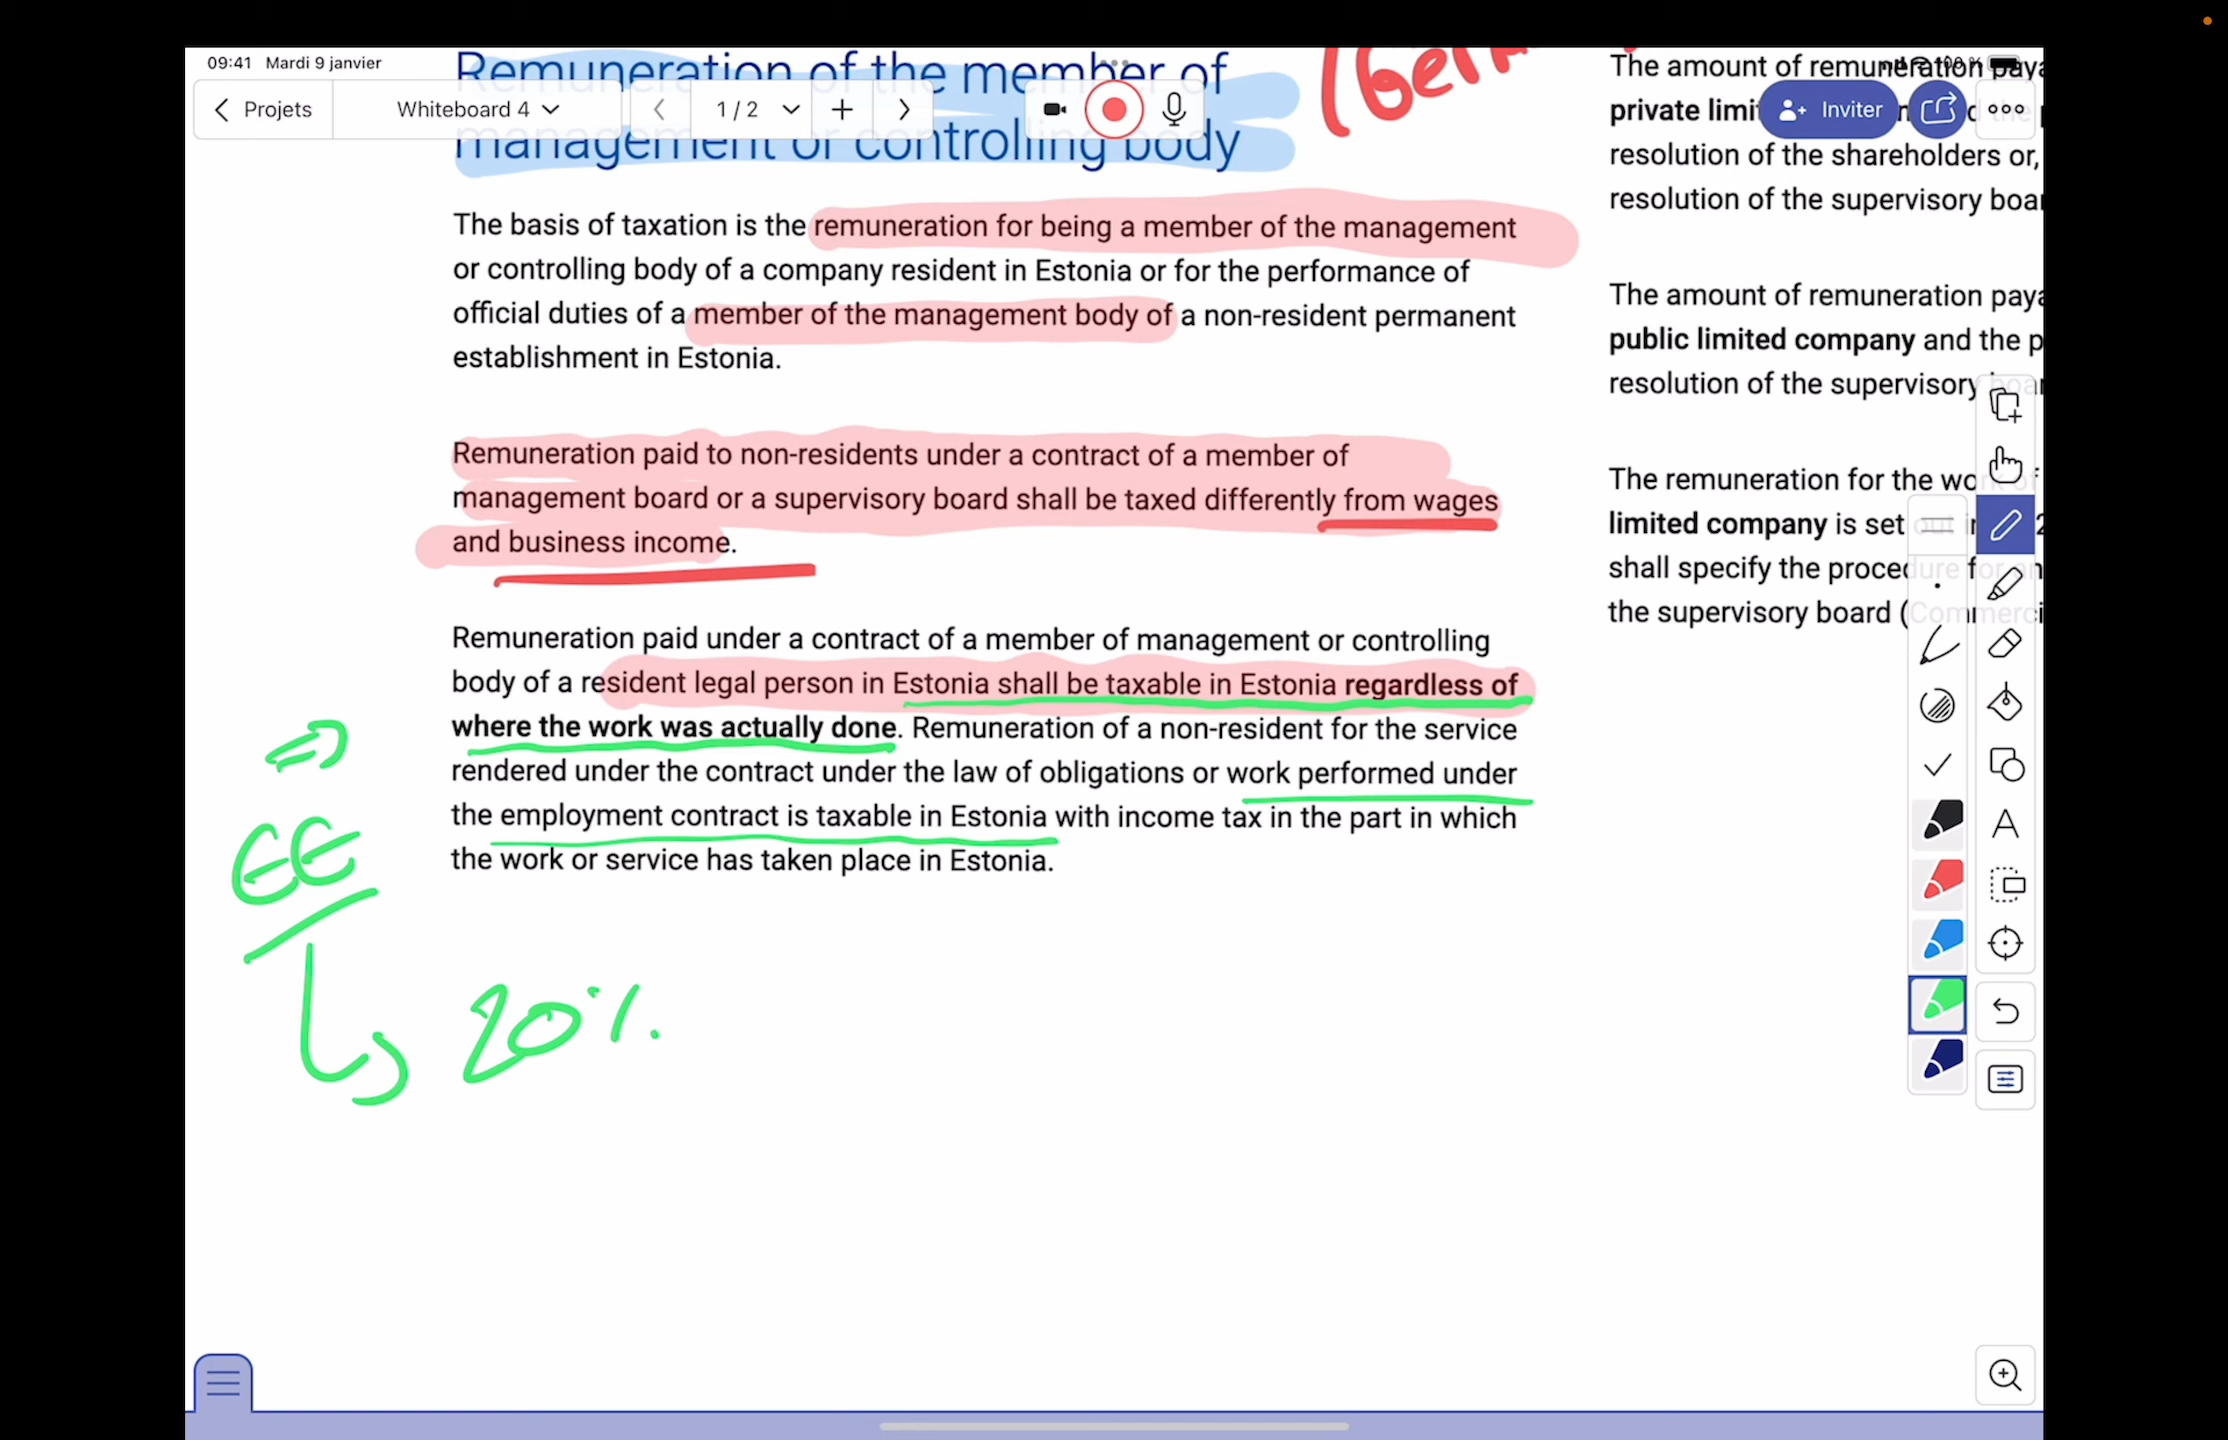 09:41 Mardi 9 janvier
Projets
Whiteboard 4
1 / 2
Inviter
Remuneration of the member of
management or controlling body
The basis of taxation is the remuneration for being a member of the management
or controlling body of a company resident in Estonia or for the performance of
official duties of a member of the management body of a non-resident permanent
establishment in Estonia.
Remuneration paid to non-residents under a contract of a member of
management board or a supervisory board shall be taxed differently from wages
and business income.
Remuneration paid under a contract of a member of management or controlling
body of a resident legal person in Estonia shall be taxable in Estonia regardless of
where the work was actually done. Remuneration of a non-resident for the service
rendered under the contract under the law of obligations or work performed under
the employment contract is taxable in Estonia with income tax in the part in which
the work or service has taken place in Estonia.
EE
20%.
The amount of remuneration
private
resolution of the shareholders or,
resolution of the supervisory
The amount of remuneration
public limited company and the
resolution of the supervisory
The remuneration for the
limited company is set out
shall specify the procedure for
the supervisory board (
A